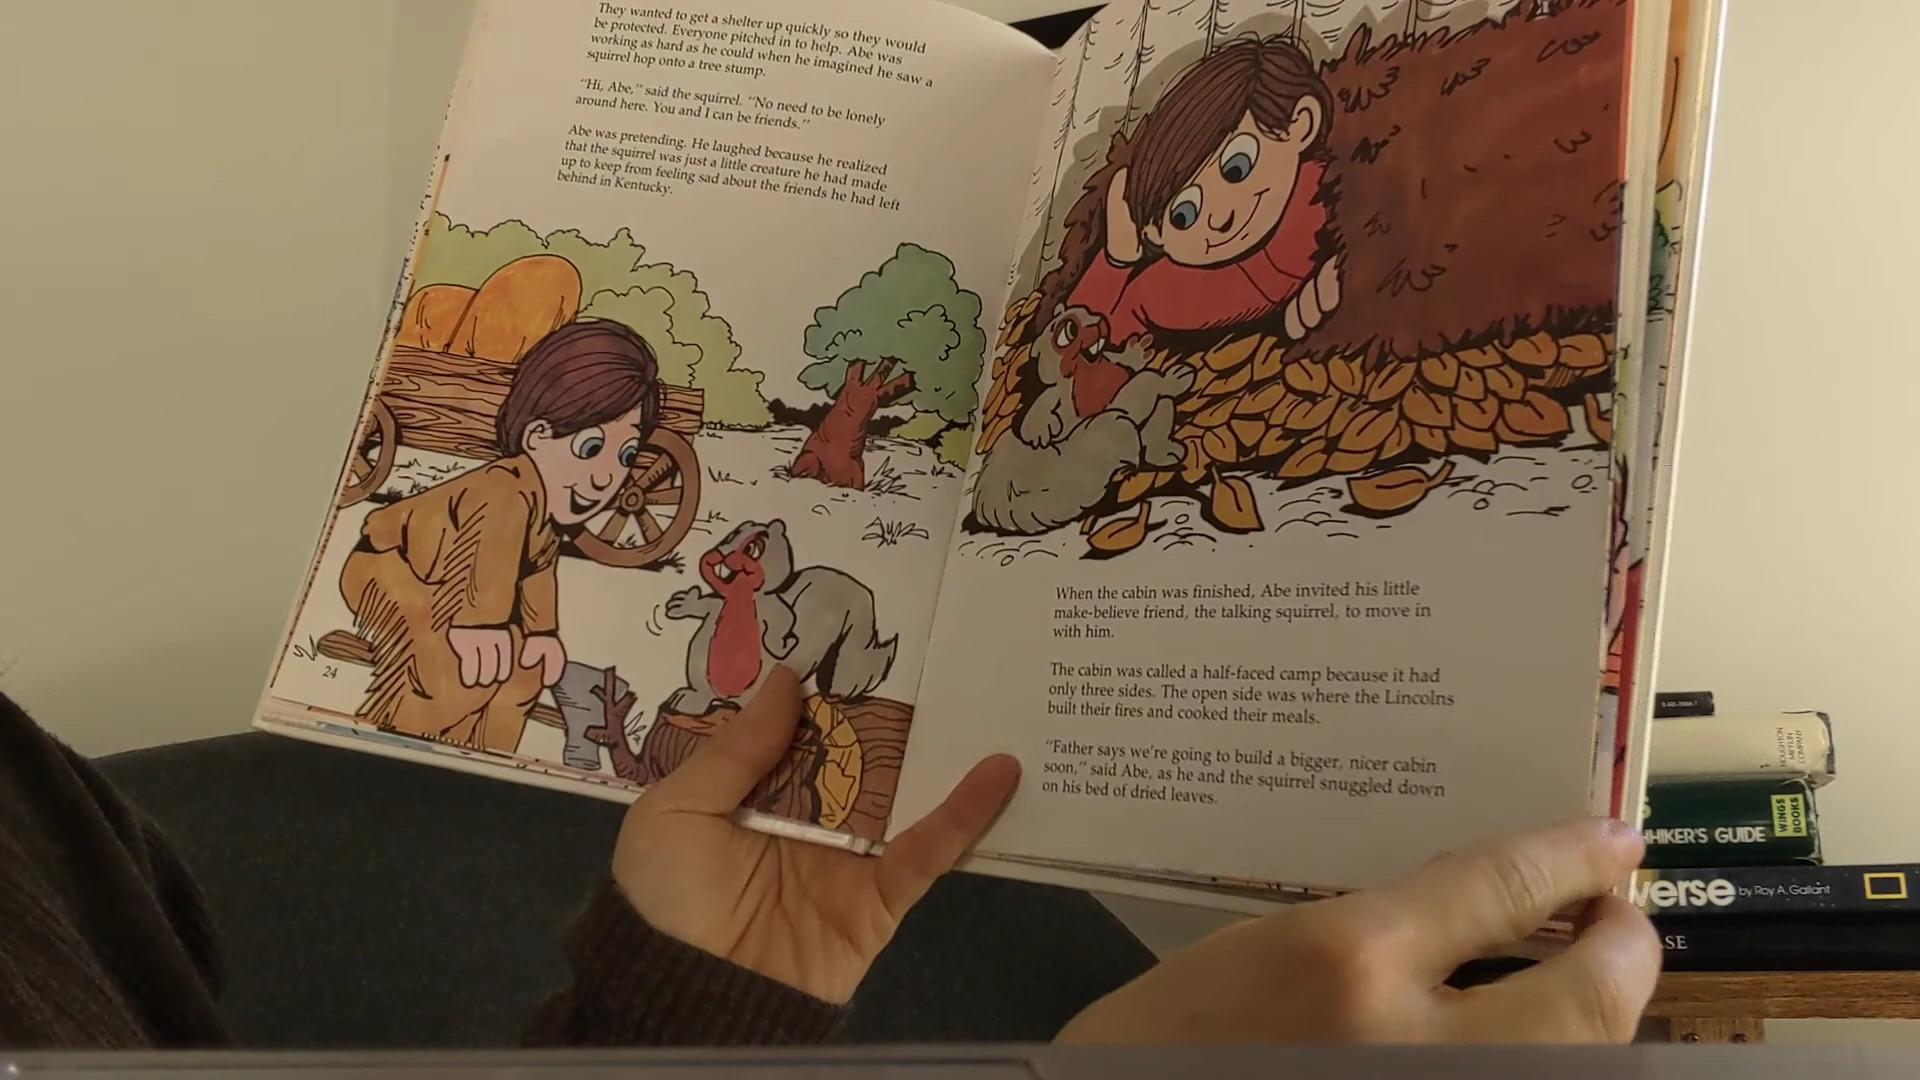 They wanted to get a shelter up quickly so they would
be protected. Everyone pitched in to help. Abe was
working as hard as he could when he imagined he saw a
squirrel hop onto a tree stump.
"Hi, Abe," said the squirrel. "No need to be lonely
around here. You and I can be friends."
Abe was pretending. He laughed because he realized
that the squirrel was just a little creature he had made
up to keep from feeling sad about the friends he had left
behind in Kentucky.
24
When the cabin was finished, Abe invited his little
make-believe friend, the talking squirrel, to move in
with him.
The cabin was called a half-faced camp because it had
only three sides. The open side was where the Lincolns
built their fires and cooked their meals.
"Father says we're going to build a bigger, nicer cabin
soon," said Abe, as he and the squirrel snuggled down
on his bed of dried leaves.
HOUGHTON
MIFFLIN
COMPANY
WINGS
BOOKS
HHIKER'S GUIDE
verse by Roy A. Gallant
SE